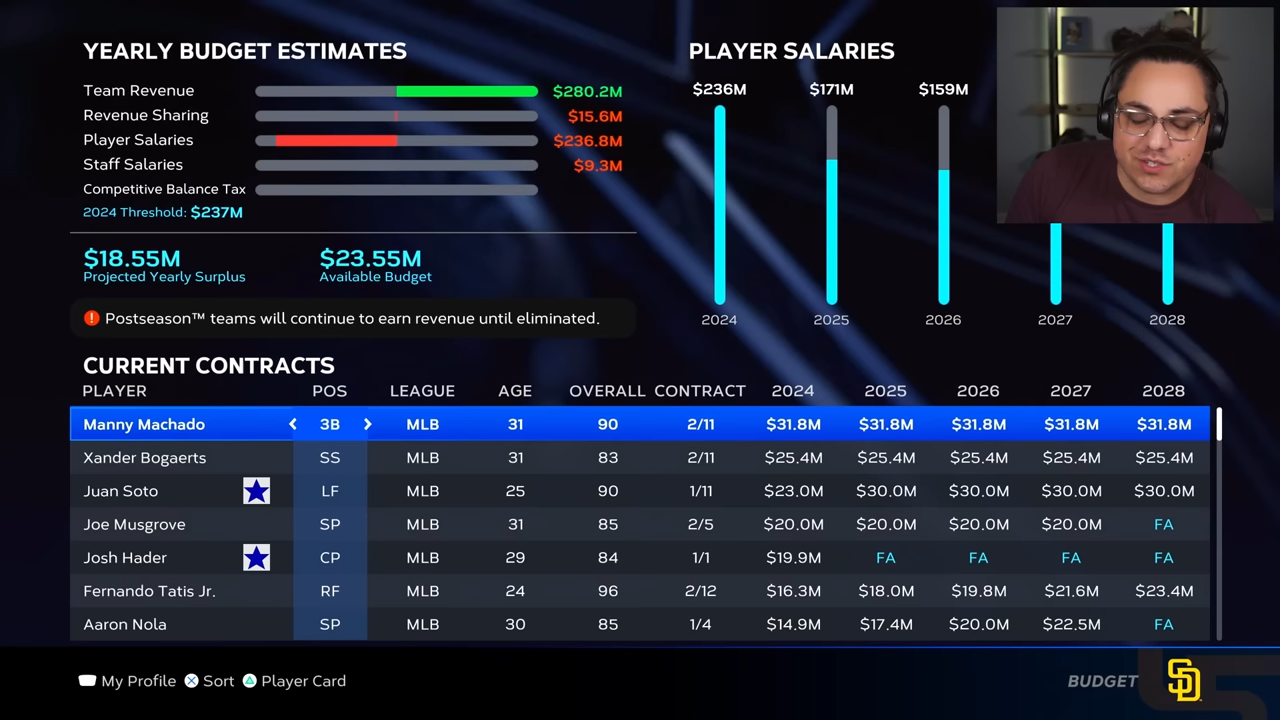 YEARLY BUDGET ESTIMATES
Team Revenue $280.2M
Revenue Sharing $15.6M
Player Salaries $236.8M
Staff Salaries $9.3M
Competitive Balance Tax
2024 Threshold: $237M
$18.55M $23.55M
Projected Yearly Surplus Available Budget
! Postseason™ teams will continue to earn revenue until eliminated.
PLAYER SALARIES
$236M $171M $159M
2024 2025 2026 2027 2028
CURRENT CONTRACTS
PLAYER POS LEAGUE AGE OVERALL CONTRACT 2024 2025 2026 2027 2028
Manny Machado 3B MLB 31 90 2/11 $31.8M $31.8M $31.8M $31.8M $31.8M
Xander Bogaerts SS MLB 31 83 2/11 $25.4M $25.4M $25.4M $25.4M $25.4M
Juan Soto LF MLB 25 90 1/11 $23.0M $30.0M $30.0M $30.0M $30.0M
Joe Musgrove SP MLB 31 85 2/5 $20.0M $20.0M $20.0M $20.0M FA
Josh Hader CP MLB 29 84 1/1 $19.9M FA FA FA FA
Fernando Tatis Jr. RF MLB 24 96 2/12 $16.3M $18.0M $19.8M $21.6M $23.4M
Aaron Nola SP MLB 30 85 1/4 $14.9M $17.4M $20.0M $22.5M FA
My Profile Sort Player Card
BUDGET SD